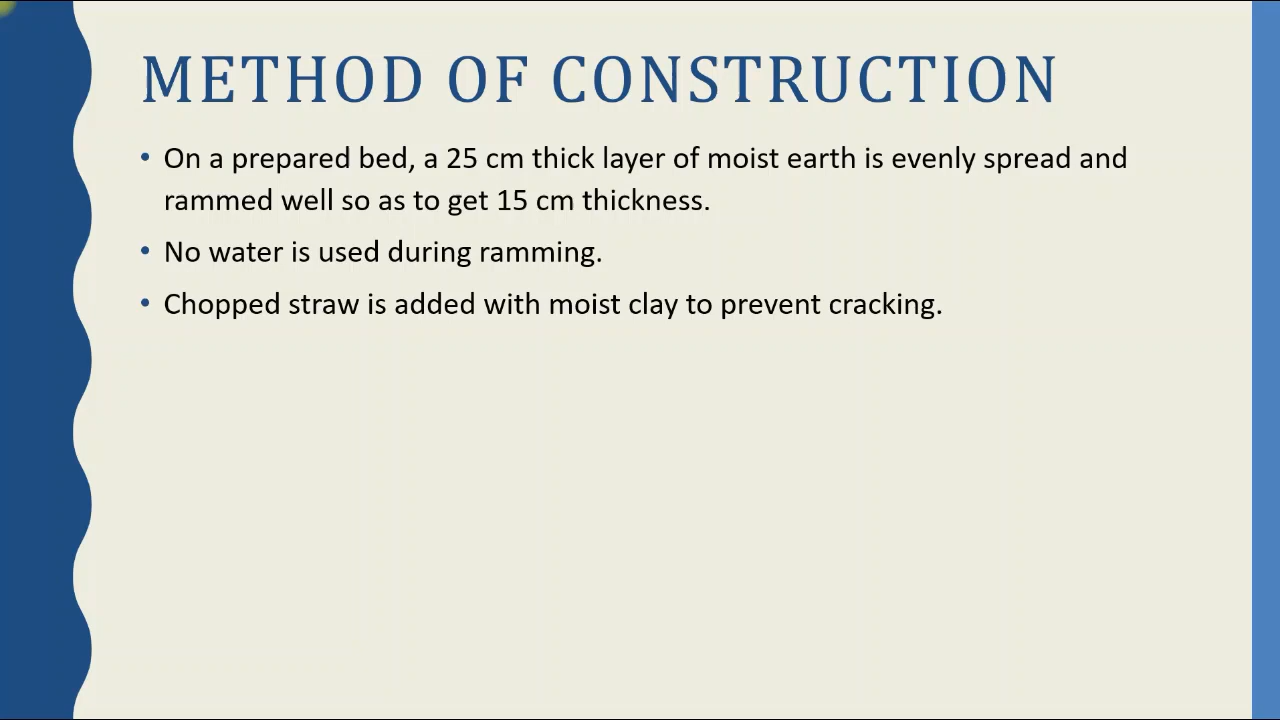 METHOD OF CONSTRUCTION
• On a prepared bed, a 25 cm thick layer of moist earth is evenly spread and
rammed well so as to get 15 cm thickness.
• No water is used during ramming.
• Chopped straw is added with moist clay to prevent cracking.